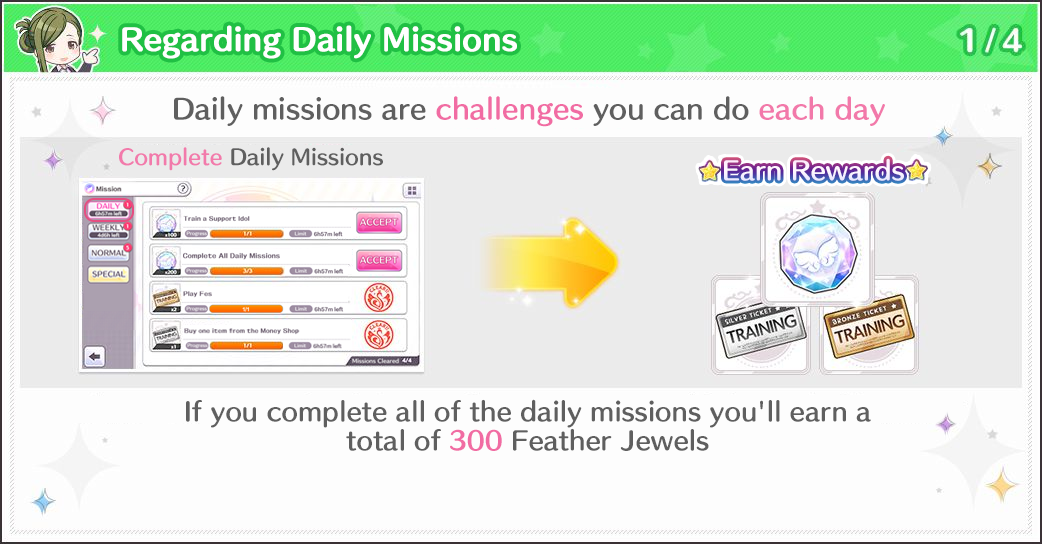 Regarding Daily Missions
1/4
Daily missions are challenges you can do each day
Complete Daily Missions
Earn Rewards
Mission
?
DAILY 1
6h57m left
WEEKLY 1
4d6h left
NORMAL 5
SPECIAL
Train a Support Idol
x100 Progress 1/1 Limit 6h57m left
ACCEPT
Complete All Daily Missions
x200 Progress 3/3 Limit 6h57m left
ACCEPT
TRAINING
Play Fes
x2 Progress 1/1 Limit 6h57m left
CLEARED
TRAINING
Buy one item from the Money Shop
x1 Progress 1/1 Limit 6h57m left
CLEARED
Missions Cleared 4/4
SILVER TICKET
TRAINING
BRONZE TICKET
TRAINING
If you complete all of the daily missions you'll earn a
total of 300 Feather Jewels